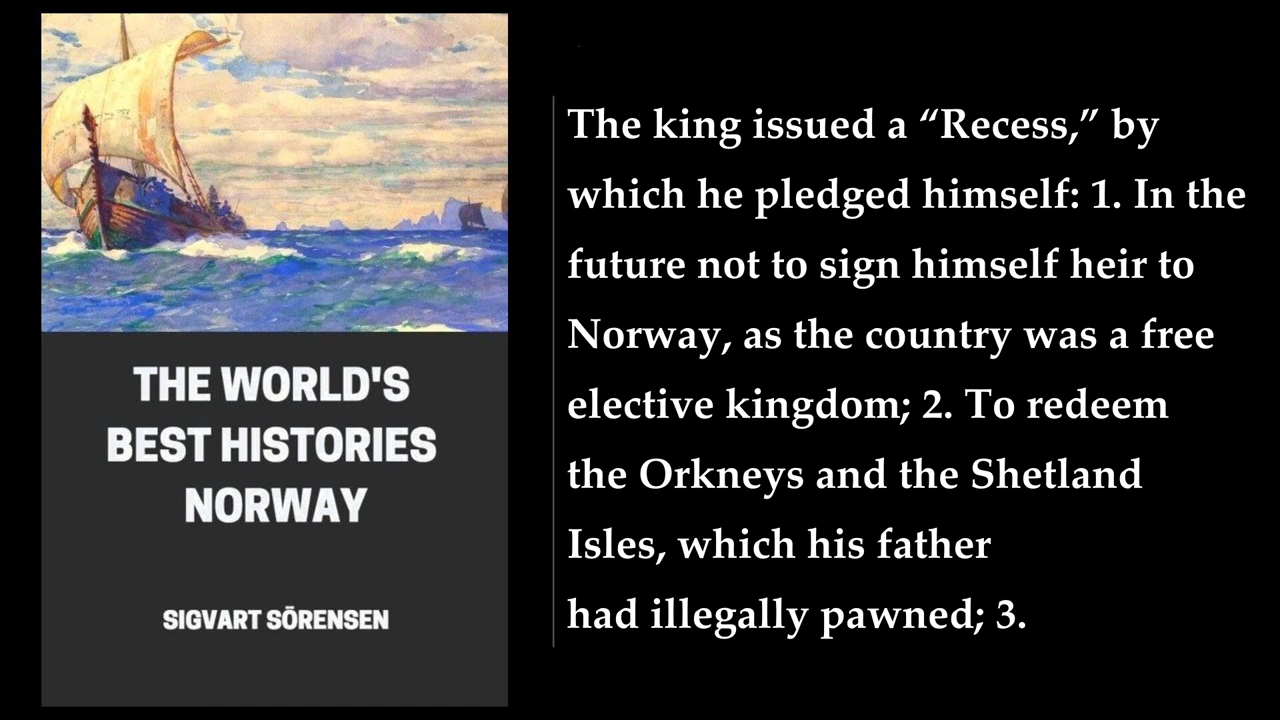 THE WORLD'S
BEST HISTORIES
NORWAY
SIGVART SÖRENSEN
The king issued a “Recess,” by
which he pledged himself: 1. In the
future not to sign himself heir to
Norway, as the country was a free
elective kingdom; 2. To redeem
the Orkneys and the Shetland
Isles, which his father
had illegally pawned; 3.